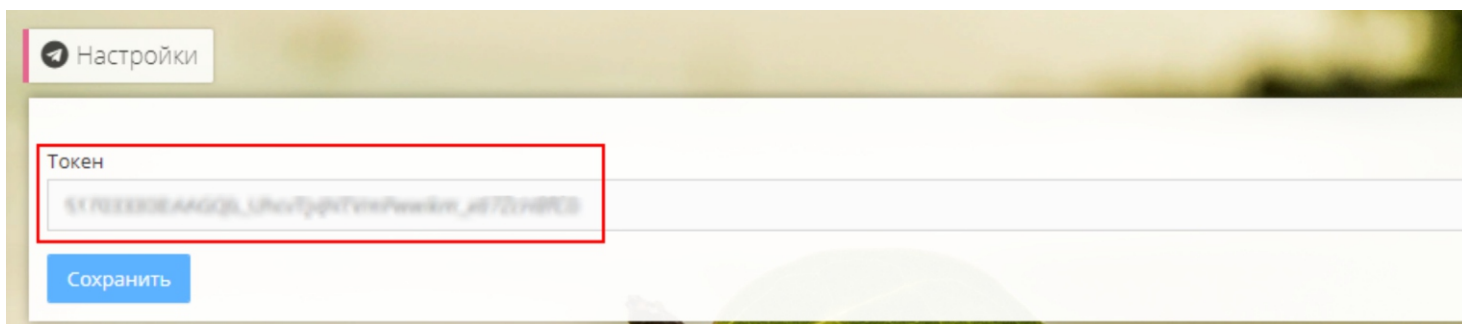 Настройки
Токен
Сохранить